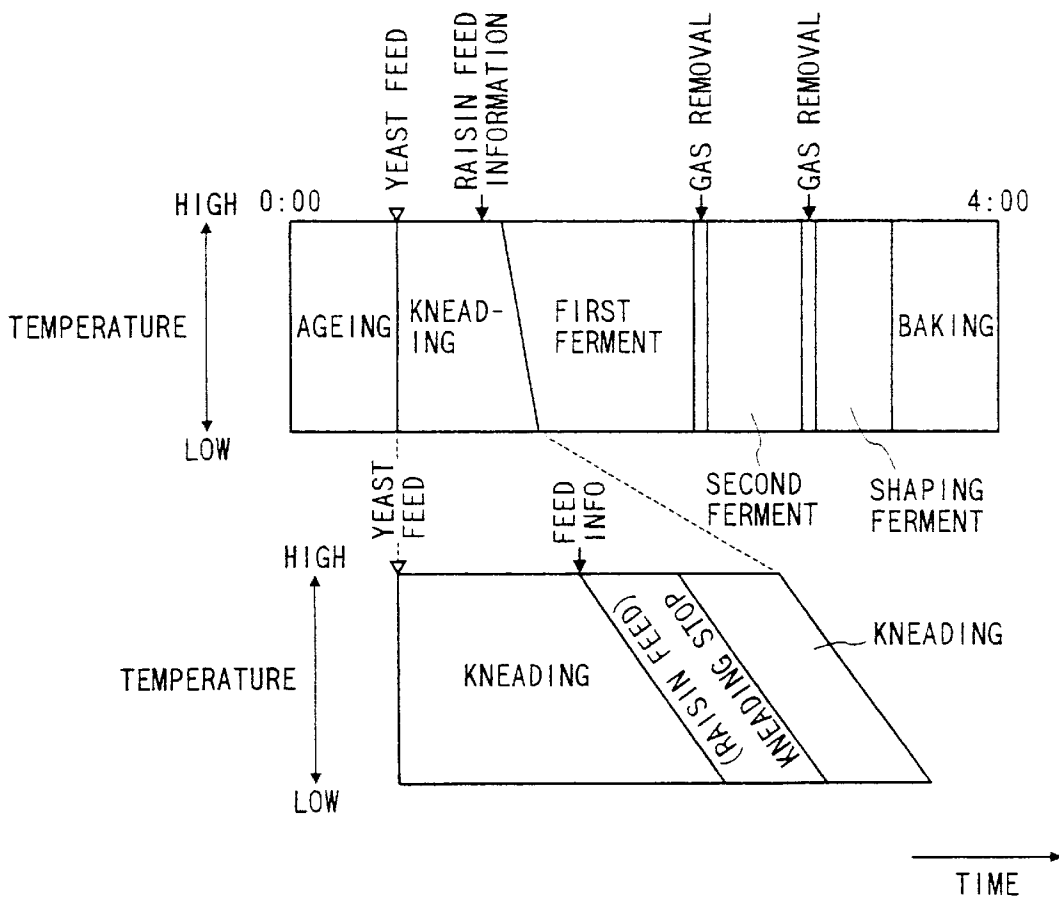 YEAST FEED
RAISIN FEED
INFORMATION
GAS REMOVAL
GAS REMOVAL
HIGH
0:00
4:00
TEMPERATURE
AGEING
KNEAD-
ING
FIRST
FERMENT
BAKING
LOW
YEAST
FEED
FEED
INFO
SECOND
FERMENT
SHAPING
FERMENT
HIGH
TEMPERATURE
KNEADING
(RAISIN FEED)
KNEADING STOP
KNEADING
LOW
TIME